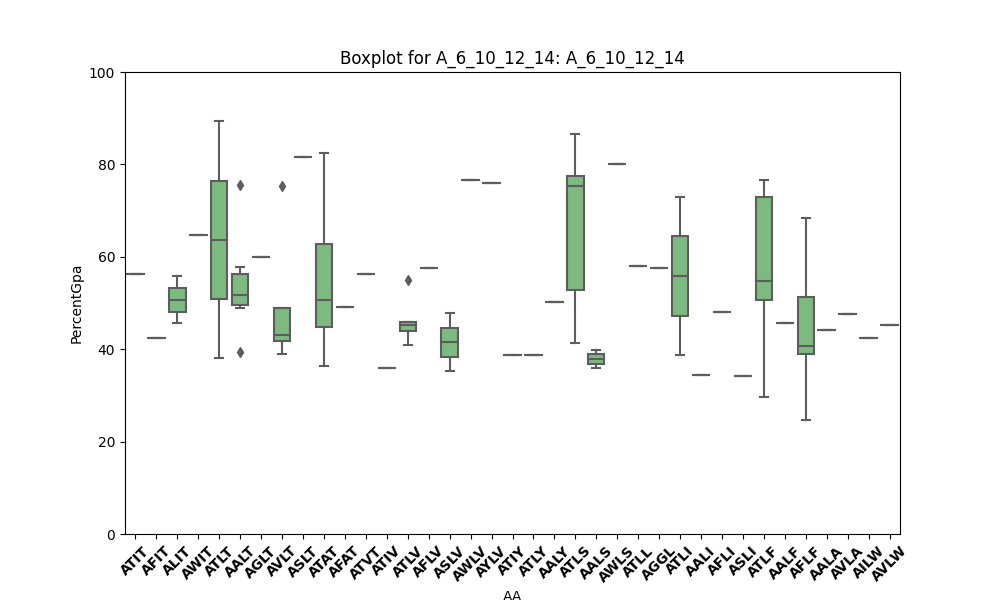 Boxplot for A_6_10_12_14: A_6_10_12_14
100
80
60
40
20
0
PercentGpa
ATIT AFIT ALIT AWIT ATLT AALT AGLT AVLT ASLT ATAT AFAT ATVT ATIV ATLV AFLV ASLV AWLV AYLV ATIY ATLY AALY ATLS AALS AWLS ATLL AGGL ATLI AALI AFLI ASLI ATLF AALF AFLF AALA AVLA AILW AVLW
AA